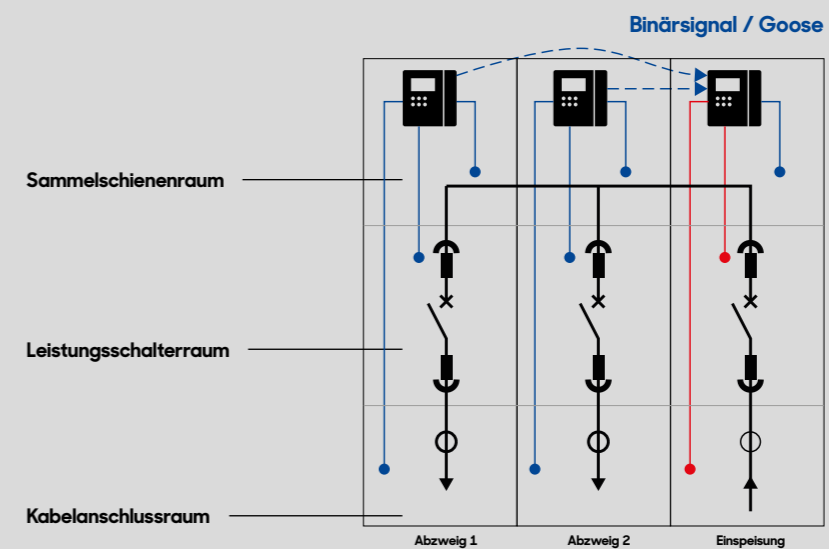 Binärsignal / Goose
Sammelschienenraum
Leistungsschalterraum
Kabelanschlussraum
Abzweig 1
Abzweig 2
Einspeisung